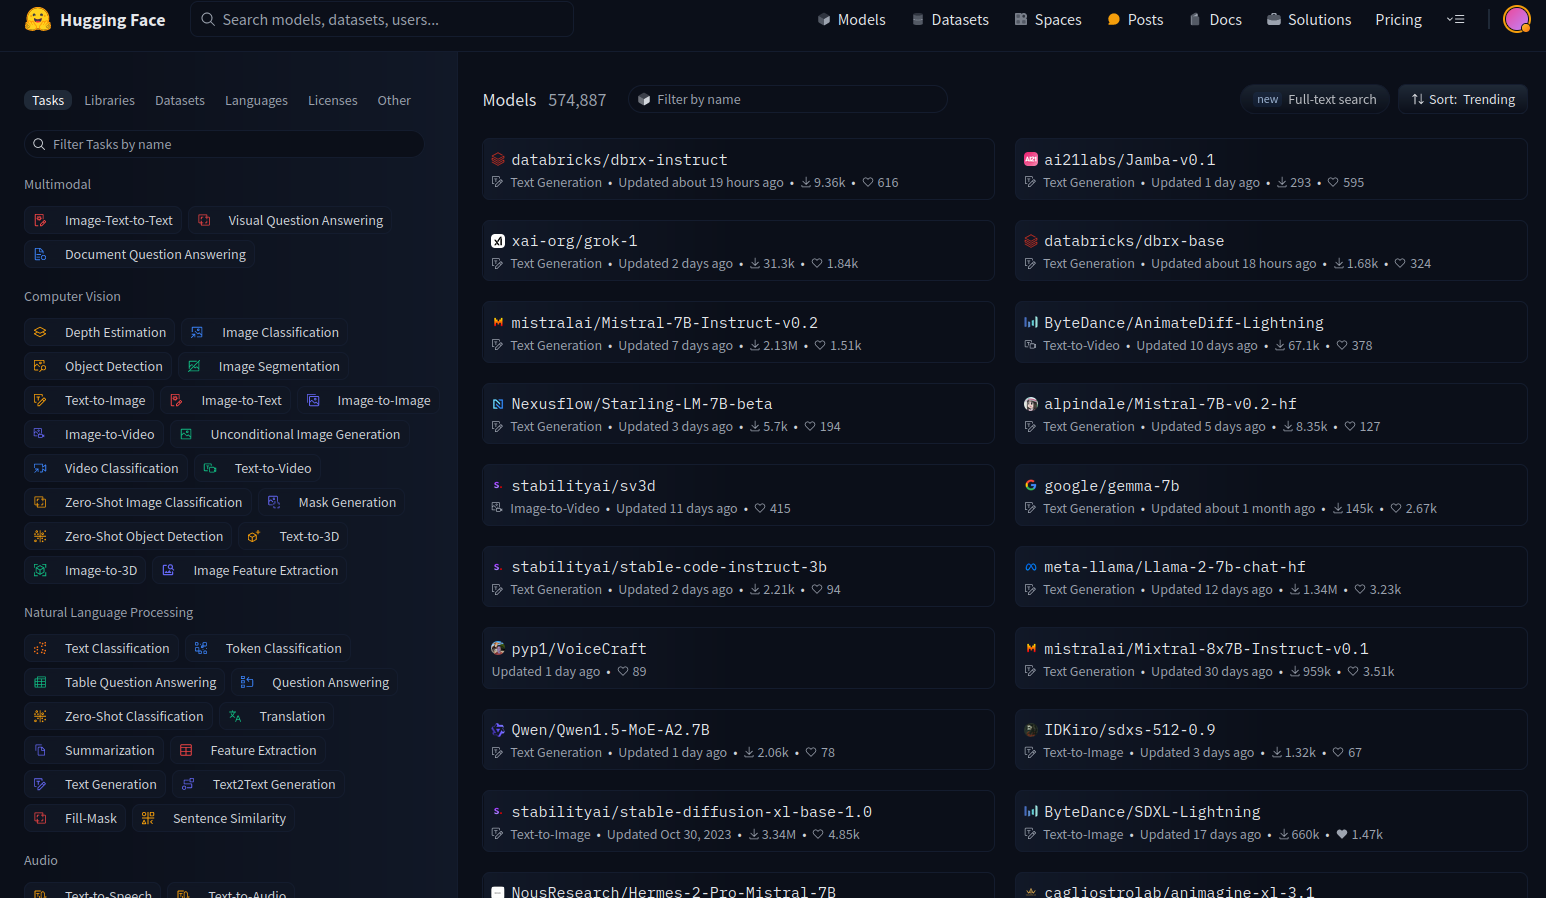 Hugging Face
Search models, datasets, users...
Models
Datasets
Spaces
Posts
Docs
Solutions
Pricing
Tasks
Libraries
Datasets
Languages
Licenses
Other
Filter Tasks by name
Multimodal
Image-Text-to-Text
Visual Question Answering
Document Question Answering
Computer Vision
Depth Estimation
Image Classification
Object Detection
Image Segmentation
Text-to-Image
Image-to-Text
Image-to-Image
Image-to-Video
Unconditional Image Generation
Video Classification
Text-to-Video
Zero-Shot Image Classification
Mask Generation
Zero-Shot Object Detection
Text-to-3D
Image-to-3D
Image Feature Extraction
Natural Language Processing
Text Classification
Token Classification
Table Question Answering
Question Answering
Zero-Shot Classification
Translation
Summarization
Feature Extraction
Text Generation
Text2Text Generation
Fill-Mask
Sentence Similarity
Audio
Text-to-Speech
Text-to-Audio
Models 574,887
Filter by name
new Full-text search
Sort: Trending
databricks/dbrx-instruct
Text Generation • Updated about 19 hours ago • 9.36k • 616
ai21labs/Jamba-v0.1
Text Generation • Updated 1 day ago • 293 • 595
xai-org/grok-1
Text Generation • Updated 2 days ago • 31.3k • 1.84k
databricks/dbrx-base
Text Generation • Updated about 18 hours ago • 1.68k • 324
mistralai/Mistral-7B-Instruct-v0.2
Text Generation • Updated 7 days ago • 2.13M • 1.51k
ByteDance/AnimateDiff-Lightning
Text-to-Video • Updated 10 days ago • 67.1k • 378
Nexusflow/Starling-LM-7B-beta
Text Generation • Updated 3 days ago • 5.7k • 194
alpindale/Mistral-7B-v0.2-hf
Text Generation • Updated 5 days ago • 8.35k • 127
stabilityai/sv3d
Image-to-Video • Updated 11 days ago • 415
google/gemma-7b
Text Generation • Updated about 1 month ago • 145k • 2.67k
stabilityai/stable-code-instruct-3b
Text Generation • Updated 2 days ago • 2.21k • 94
meta-llama/Llama-2-7b-chat-hf
Text Generation • Updated 12 days ago • 1.34M • 3.23k
pyp1/VoiceCraft
Updated 1 day ago • 89
mistralai/Mixtral-8x7B-Instruct-v0.1
Text Generation • Updated 30 days ago • 959k • 3.51k
Qwen/Qwen1.5-MoE-A2.7B
Text Generation • Updated 1 day ago • 2.06k • 78
IDKiro/sdxs-512-0.9
Text-to-Image • Updated 3 days ago • 1.32k • 67
stabilityai/stable-diffusion-xl-base-1.0
Text-to-Image • Updated Oct 30, 2023 • 3.34M • 4.85k
ByteDance/SDXL-Lightning
Text-to-Image • Updated 17 days ago • 660k • 1.47k
NousResearch/Hermes-2-Pro-Mistral-7B
cagliostrolab/animagine-xl-3.1